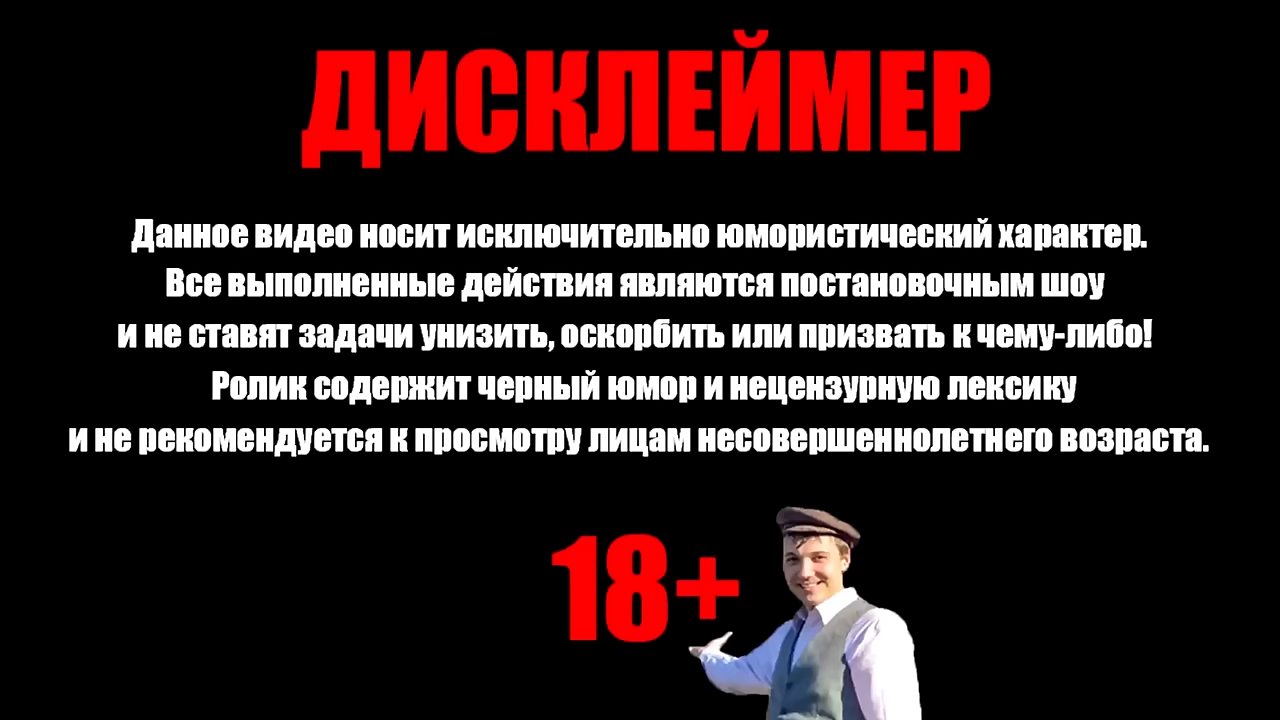 ДИСКЛЕЙМЕР
Данное видео носит исключительно юмористический характер.
Все выполненные действия являются постановочным шоу
и не ставят задачи унизить, оскорбить или призвать к чему-либо!
Ролик содержит черный юмор и нецензурную лексику
и не рекомендуется к просмотру лицам несовершеннолетнего возраста.
18+